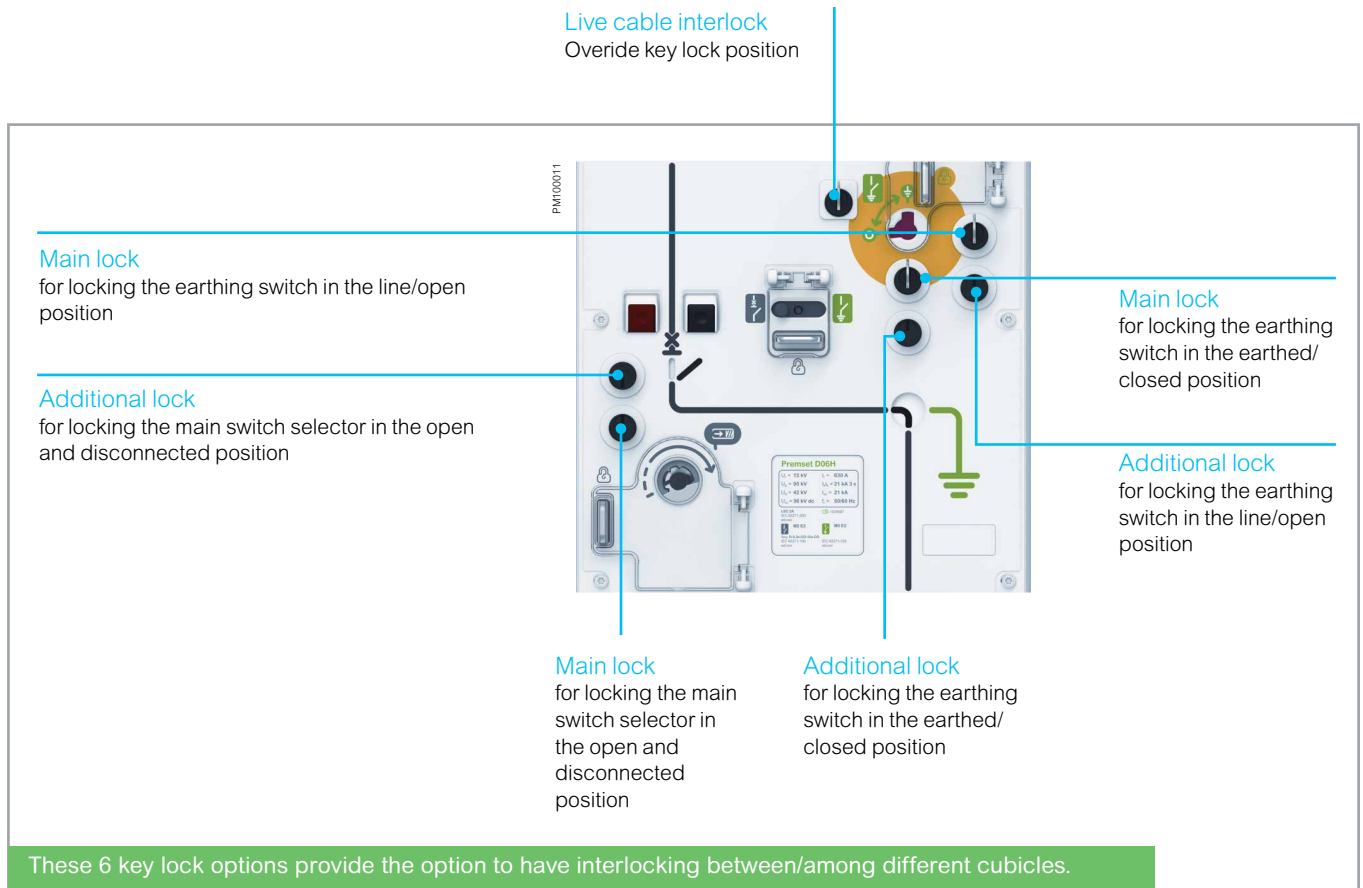 Live cable interlock
Overide key lock position
PM100011
Main lock
for locking the earthing switch in the line/open
position
Additional lock
for locking the main switch selector in the open
and disconnected position
Main lock
for locking the earthing
switch in the earthed/
closed position
Additional lock
for locking the earthing
switch in the line/open
position
Premset D06H
Main lock
for locking the main
switch selector in
the open and
disconnected
position
Additional lock
for locking the earthing
switch in the earthed/
closed position
These 6 key lock options provide the option to have interlocking between/among different cubicles.